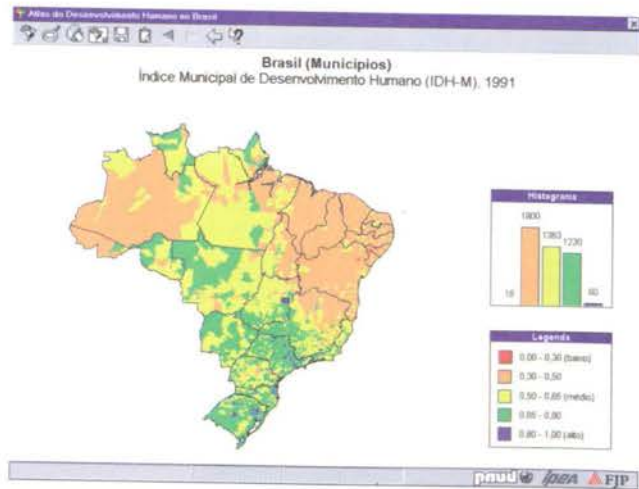 Atlas do Desenvolvimento Humano no Brasil
Brasil (Municípios)
Índice Municipal de Desenvolvimento Humano (IDH-M), 1991
Histograma
1800
1383
1230
18
60
Legenda
0,00 - 0,30 (baixo)
0,30 - 0,50
0,50 - 0,65 (médio)
0,65 - 0,80
0,80 - 1,00 (alto)
pnud ipea FJP